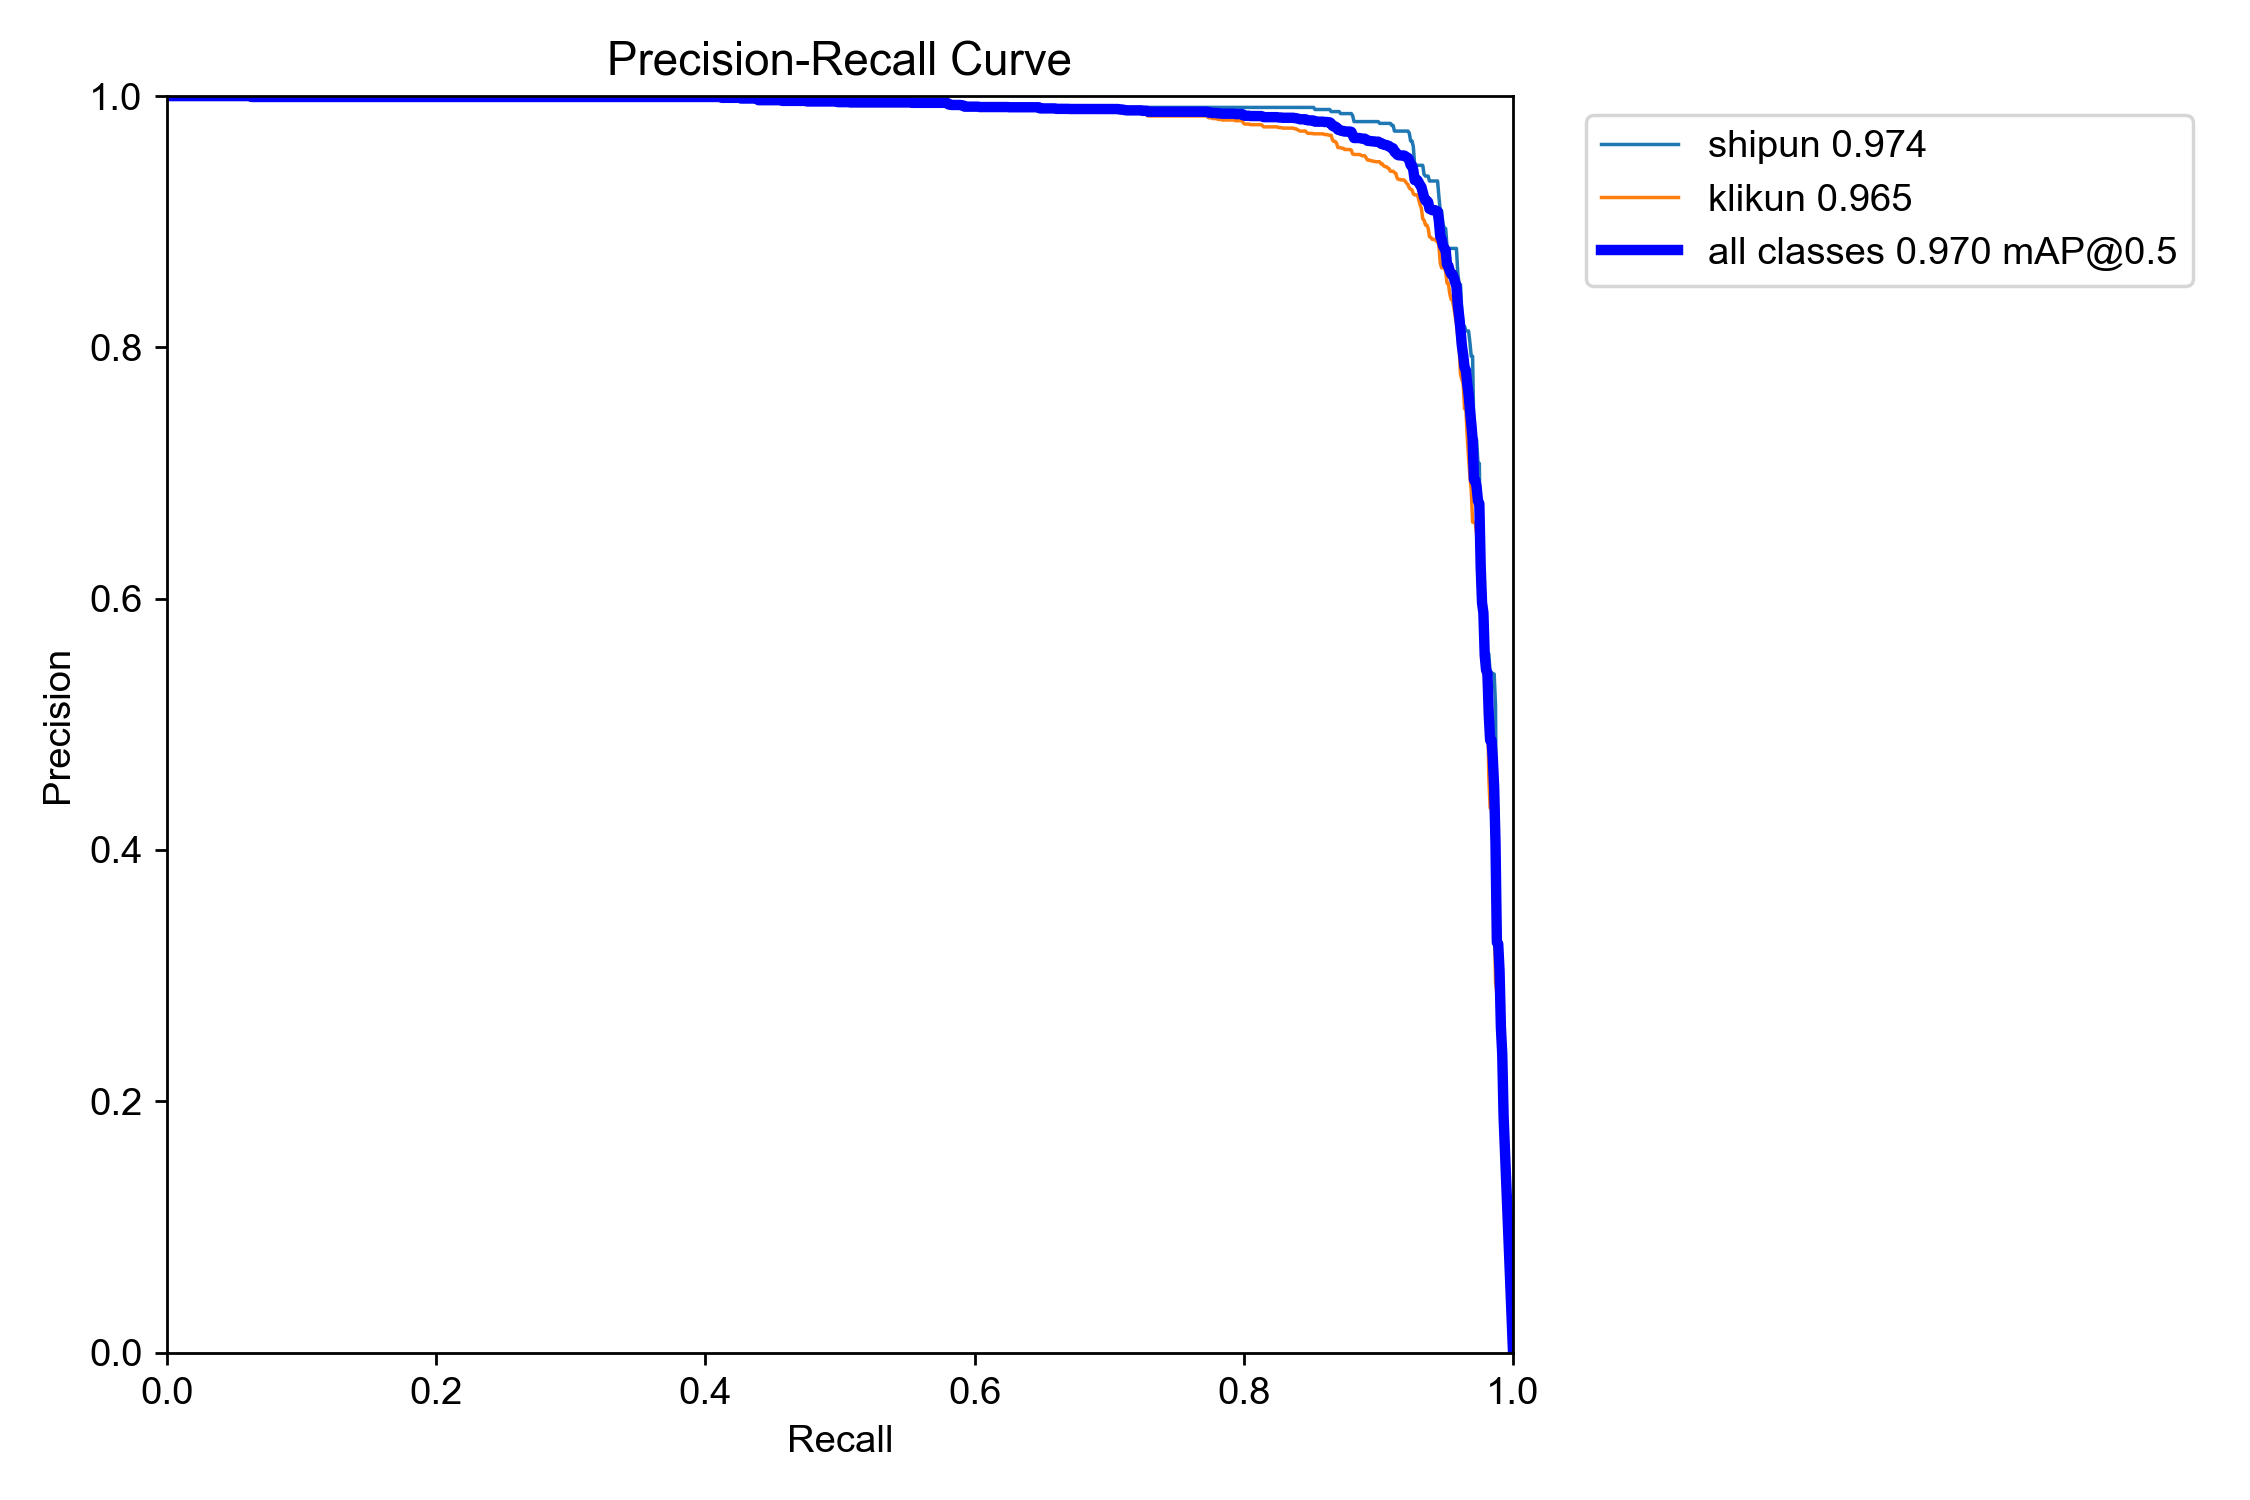 Precision-Recall Curve
1.0
0.8
0.6
0.4
0.2
0.0
Precision
0.0 0.2 0.4 0.6 0.8 1.0
Recall
shipun 0.974
klikun 0.965
all classes 0.970 mAP@0.5